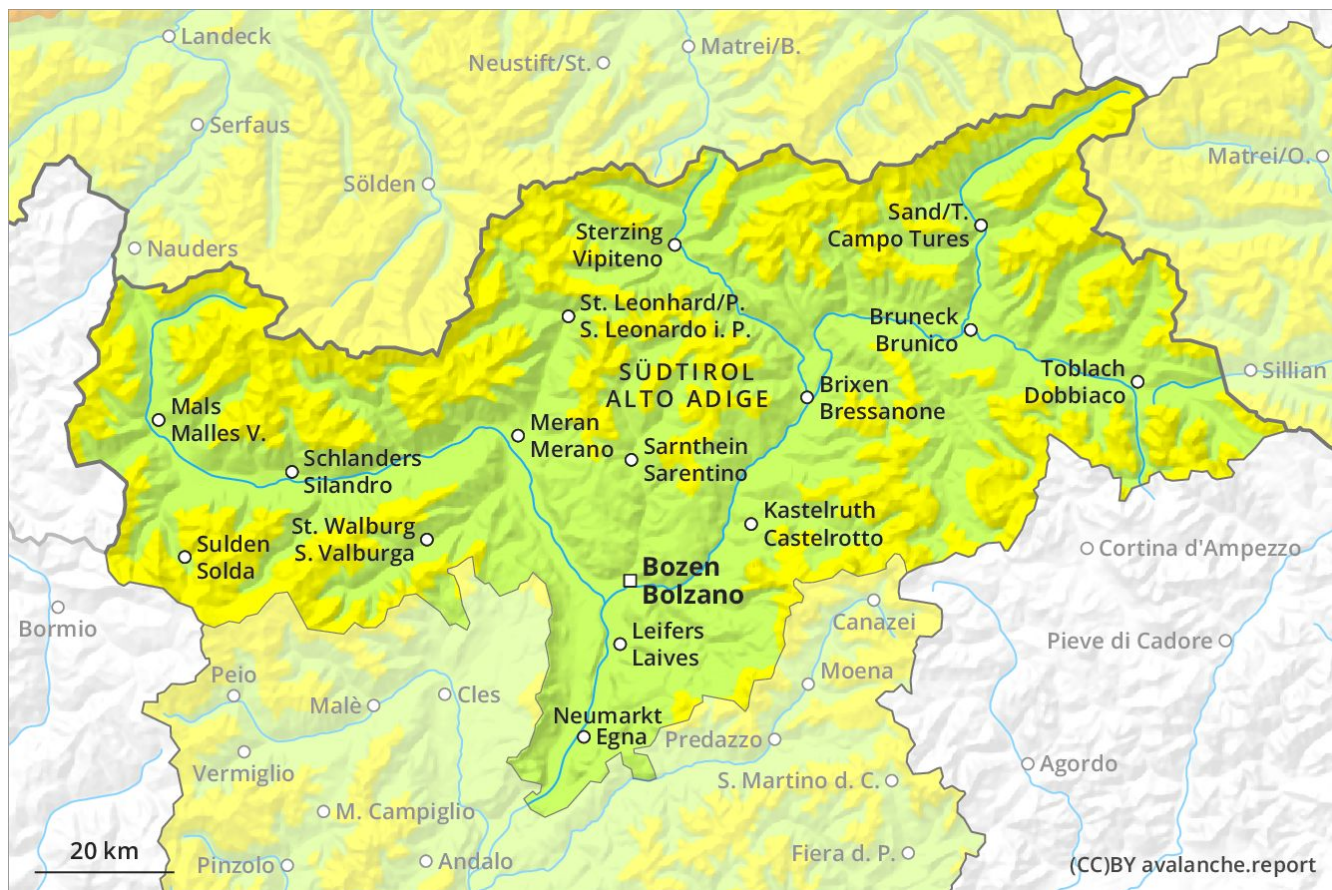 Landeck
Matrei/B.
Neustift/St.
Serfaus
Matrei/O.
Sölden
Sand/T.
Campo Tures
Sterzing
Vipiteno
Nauders
St. Leonhard/P.
S. Leonardo i. P.
Bruneck
Brunico
SÜDTIROL
ALTO ADIGE
Toblach
Dobbiaco
Sillian
Brixen
Bressanone
Mals
Malles V.
Meran
Merano
Sarnthein
Sarentino
Schlanders
Silandro
Kastelruth
Castelrotto
St. Walburg
S. Valburga
Sulden
Solda
Cortina d'Ampezzo
Bozen
Bolzano
Bormio
Canazei
Leifers
Laives
Pieve di Cadore
Peio
Moena
Malè
Cles
Neumarkt
Egna
Predazzo
Vermiglio
Agordo
S. Martino d. C.
M. Campiglio
20 km
Pinzolo
Andalo
Fiera d. P.
(CC)BY avalanche.report